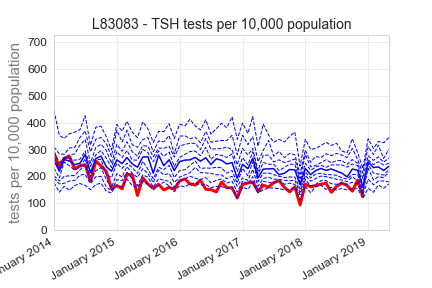 L83083 - TSH tests per 10,000 population
tests per 10,000 population
700
600
500
400
300
200
100
0
nuary 2014
January 2015
January 2016
January 2017
January 2018
January 2019